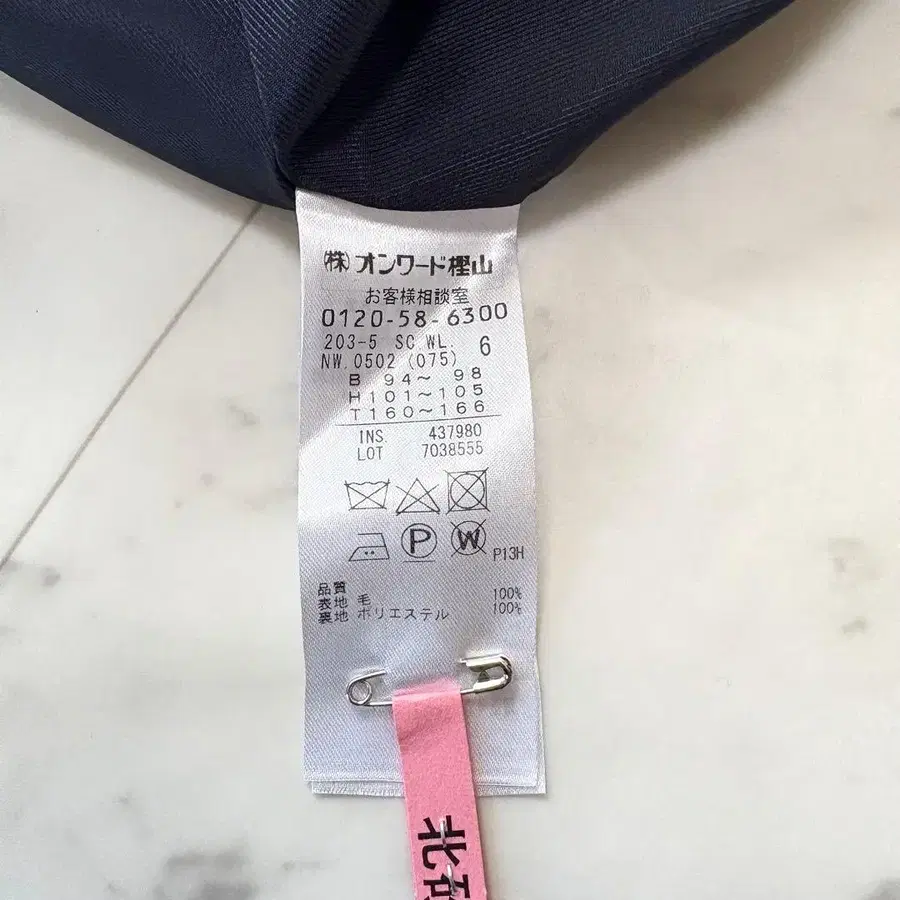 (株)オンワード樫山
お客様相談室
0120-58-6300
203-5 SC WL. 6
NW.0502 (075)
B 94～ 98
H101～105
T160～166
INS 437980
LOT 7038555
P W P13H
品質
表地 毛 100%
裏地 ポリエステル 100%
北